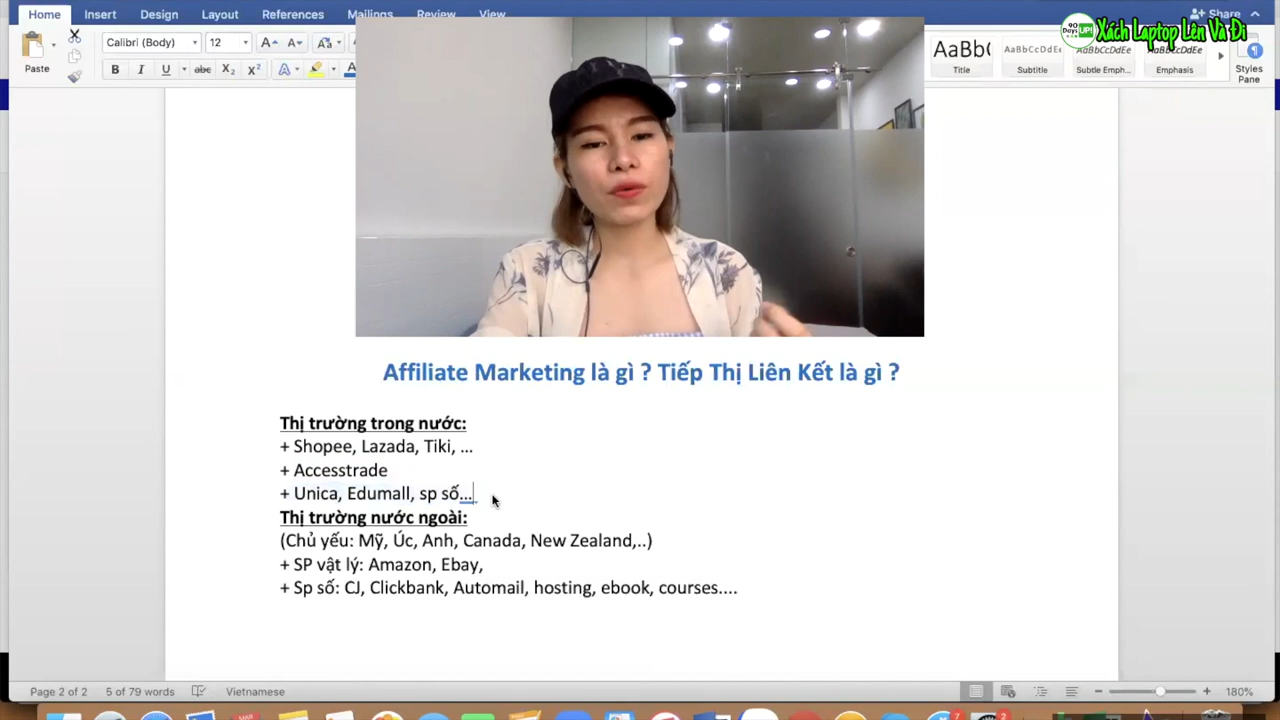 Home Insert Design Layout References Mailings Review View Share
90 Days UP! Xách Laptop Lên Và Đi
Calibri (Body) 12
Paste
AaBbC AaBbCcDdE AaBbCcDdEe AaBbCcDdEe
Title Subtitle Subtle Emph... Emphasis Styles Pane
Affiliate Marketing là gì ? Tiếp Thị Liên Kết là gì ?
Thị trường trong nước:
+ Shopee, Lazada, Tiki, ...
+ Accesstrade
+ Unica, Edumall, sp số...
Thị trường nước ngoài:
(Chủ yếu: Mỹ, Úc, Anh, Canada, New Zealand,..)
+ SP vật lý: Amazon, Ebay,
+ Sp số: CJ, Clickbank, Automail, hosting, ebook, courses....
Page 2 of 2 5 of 79 words Vietnamese 180%